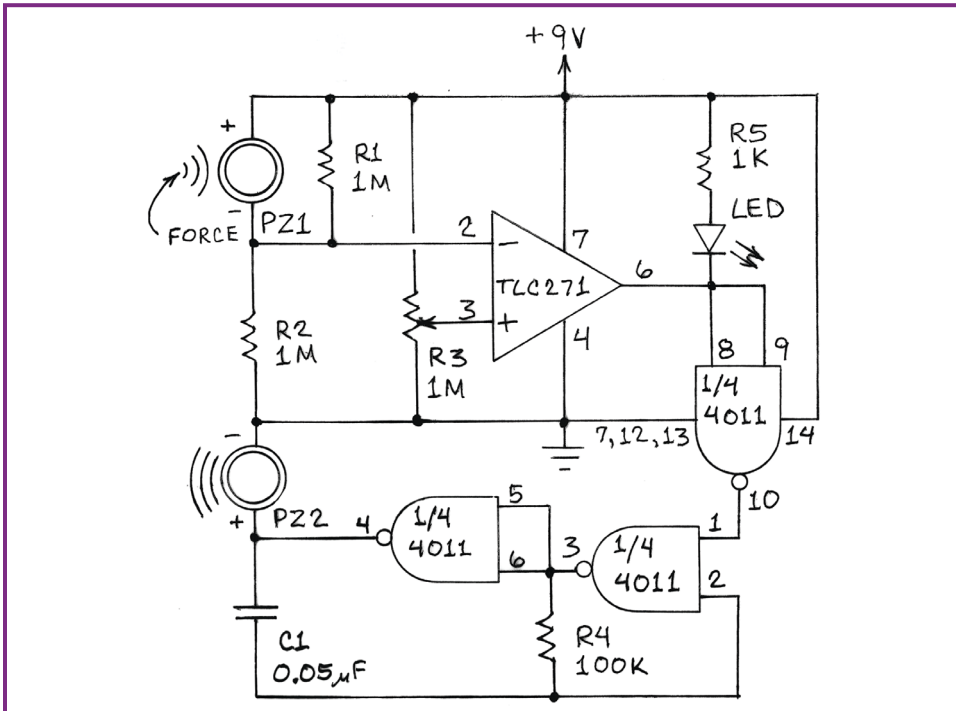 +9V
+
R1
1M
R5
1K
LED
FORCE
−
PZ1
2
−
7
TLC271
6
3
+
4
R2
1M
R3
1M
8
9
1/4
4011
7,12,13
14
10
−
+
PZ2
4
1/4
4011
5
6
3
1/4
4011
1
2
C1
0.05µF
R4
100K